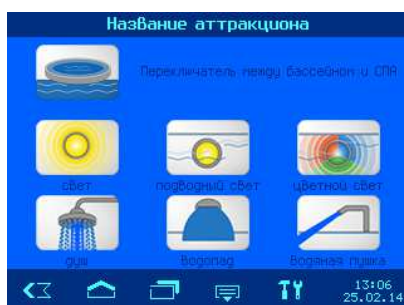 Название аттракциона
Переключатель между бассейном и СПА
свет
подводный свет
цветной свет
душ
Водопад
Водяная пушка
13:06
25.02.14